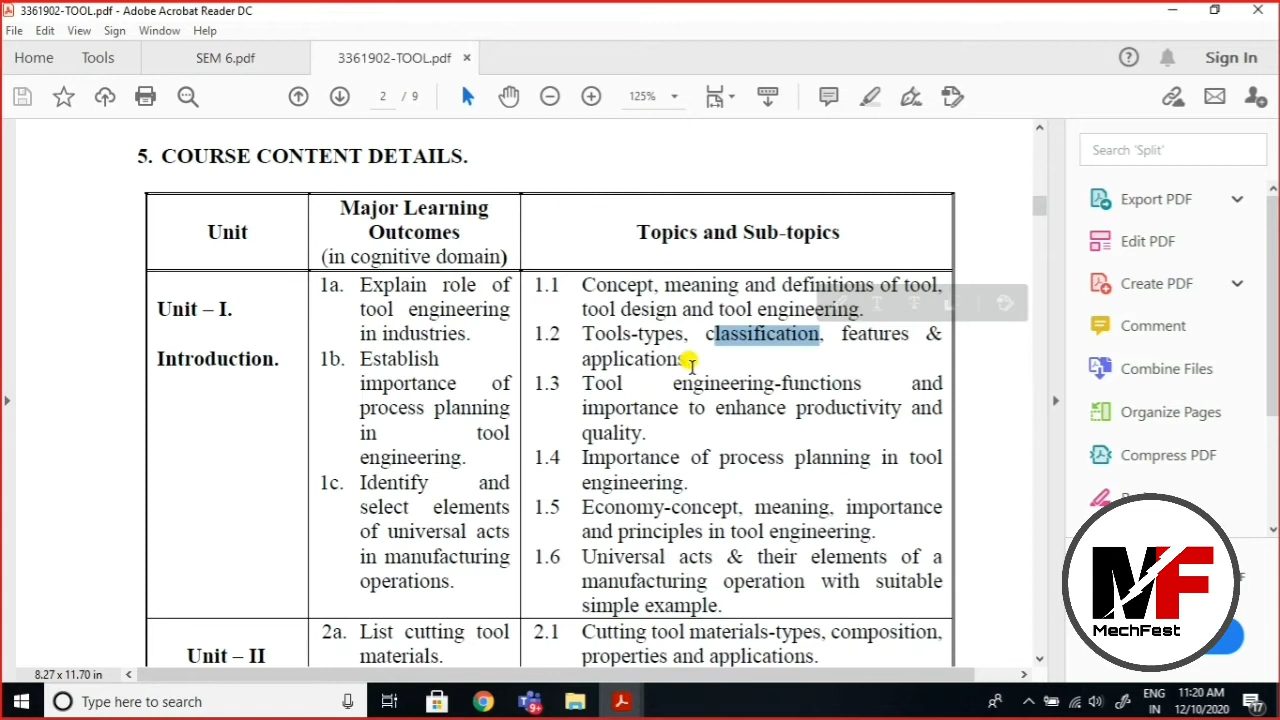 3361902-TOOL.pdf - Adobe Acrobat Reader DC
File Edit View Sign Window Help
Home Tools SEM 6.pdf 3361902-TOOL.pdf × Sign In
2 / 9 125%
5. COURSE CONTENT DETAILS.
Search 'Split'
Unit
Major Learning
Outcomes
(in cognitive domain)
Topics and Sub-topics
Unit – I.
Introduction.
1a. Explain role of
tool engineering
in industries.
1b. Establish
importance of
process planning
in tool
engineering.
1c. Identify and
select elements
of universal acts
in manufacturing
operations.
1.1 Concept, meaning and definitions of tool,
tool design and tool engineering.
1.2 Tools-types, classification, features &
applications
1.3 Tool engineering-functions and
importance to enhance productivity and
quality.
1.4 Importance of process planning in tool
engineering.
1.5 Economy-concept, meaning, importance
and principles in tool engineering.
1.6 Universal acts & their elements of a
manufacturing operation with suitable
simple example.
Unit – II
2a. List cutting tool
materials.
2.1 Cutting tool materials-types, composition,
properties and applications.
Export PDF
Edit PDF
Create PDF
Comment
Combine Files
Organize Pages
Compress PDF
MF
MechFest
8.27 x 11.70 in
Type here to search
9+
ENG
IN
11:20 AM
12/10/2020
17